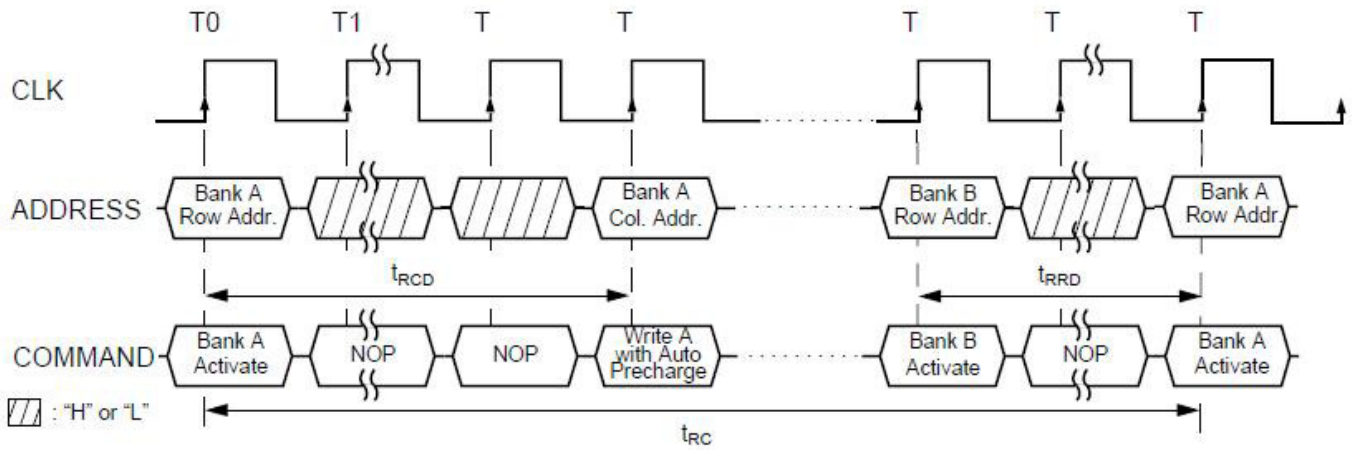 T0 T1 T T T T T
CLK
ADDRESS
Bank A
Row Addr.
Bank A
Col. Addr.
Bank B
Row Addr.
Bank A
Row Addr.
tRCD
tRRD
COMMAND
Bank A
Activate
NOP
NOP
Write A
with Auto
Precharge
Bank B
Activate
NOP
Bank A
Activate
: "H" or "L"
tRC